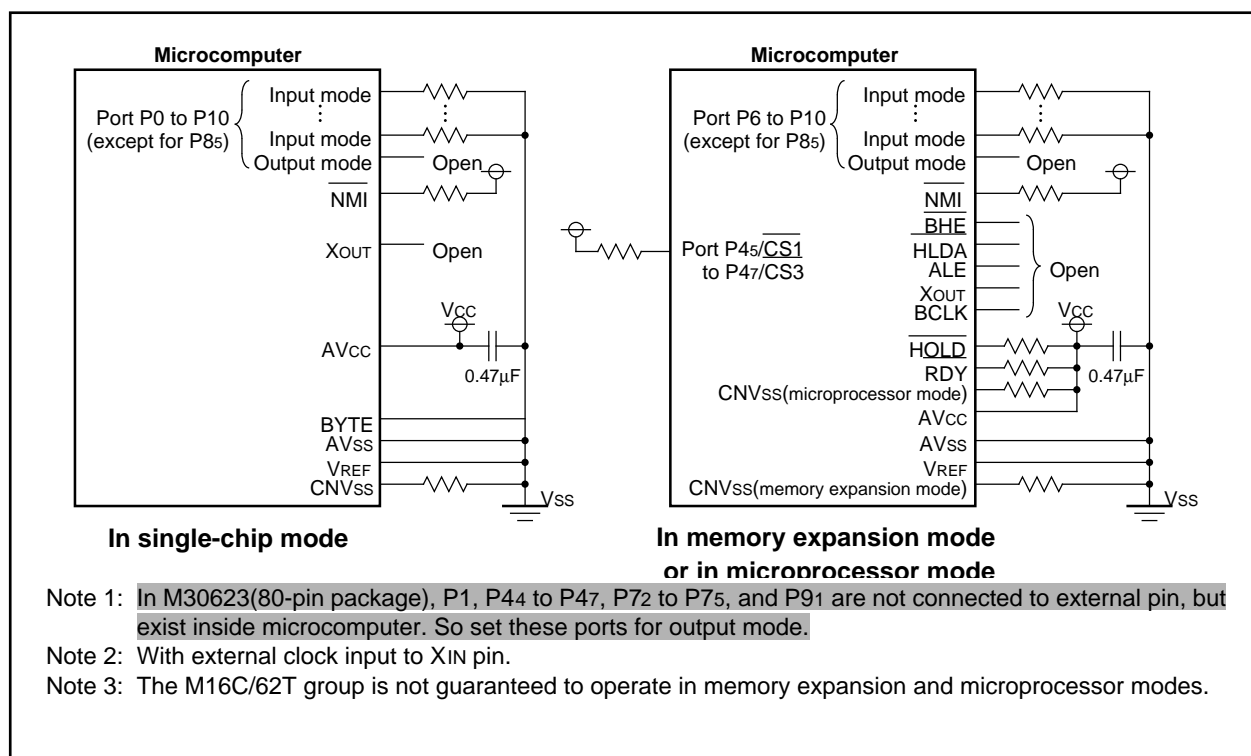 Microcomputer
Port P0 to P10
(except for P85)
Input mode
Input mode
Output mode
Open
NMI
XOUT
Open
VCC
AVCC
0.47µF
BYTE
AVSS
VREF
CNVSS
VSS
In single-chip mode
Microcomputer
Port P6 to P10
(except for P85)
Input mode
Input mode
Output mode
Open
NMI
BHE
HLDA
ALE
XOUT
BCLK
Open
Port P45/CS1
to P47/CS3
VCC
HOLD
RDY
CNVSS(microprocessor mode)
0.47µF
AVCC
AVSS
VREF
CNVSS(memory expansion mode)
VSS
In memory expansion mode
or in microprocessor mode
Note 1: In M30623(80-pin package), P1, P44 to P47, P72 to P75, and P91 are not connected to external pin, but
exist inside microcomputer. So set these ports for output mode.
Note 2: With external clock input to XIN pin.
Note 3: The M16C/62T group is not guaranteed to operate in memory expansion and microprocessor modes.